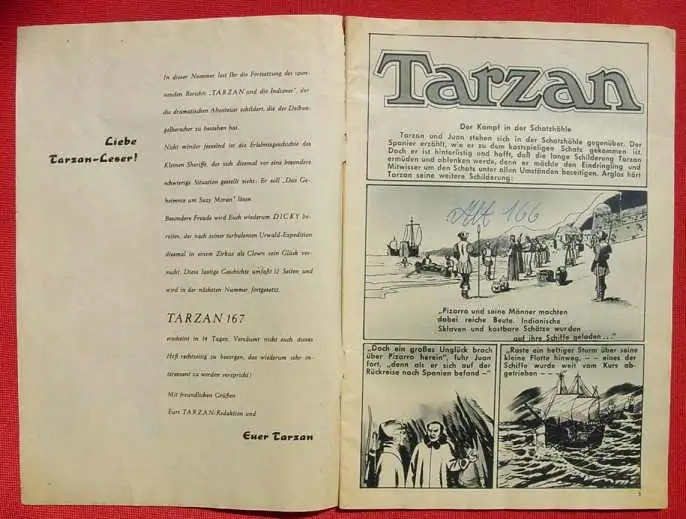 Liebe
Tarzan-Leser!
In dieser Nummer lest Ihr die Fortsetzung des span-
nenden Berichts „TARZAN und die Indianer", der
die dramatischen Abenteuer schildert, die der Dschun-
gelherrscher zu bestehen hat.
Nicht minder fesselnd ist die Erlebnisgeschichte des
Kleinen Sheriffs, der sich diesmal vor eine besonders
schwierige Situation gestellt sieht: Er soll „Das Ge-
heimnis um Suzy Moran" lösen.
Besondere Freude wird Euch wiederum DICKY be-
reiten, der nach seiner turbulenten Urwald-Expedition
diesmal in einem Zirkus als Clown sein Glück ver-
sucht. Diese lustige Geschichte umfaßt 12 Seiten und
wird in der nächsten Nummer fortgesetzt.
TARZAN 167
erscheint in 14 Tagen. Versäumt nicht euch dieses
Heft rechtzeitig zu besorgen, das wiederum sehr in-
teressant zu werden verspricht!
Mit freundlichen Grüßen
Eure TARZAN-Redaktion und
Euer Tarzan
Tarzan
Der Kampf in der Schatzhöhle
Tarzan und Juan stehen sich in der Schatzhöhle gegenüber. Der
Spanier erzählt, wie er zu dem kostspieligen Schatz gekommen ist.
Doch er ist hinterlistig und hofft, daß die lange Schilderung Tarzan
ermüden und ablenken werde, denn er möchte den Eindringling und
Mitwisser um den Schatz unter allen Umständen beseitigen. Arglos hört
Tarzan seine weitere Schilderung:
166
„Pizarro und seine Männer machten
dabei reiche Beute. Indianische
Sklaven und kostbare Schätze wurden
auf ihre Schiffe geladen..."
„Doch ein großes Unglück brach
über Pizarro herein", fuhr Juan
fort, „denn als er sich auf der
Rückreise nach Spanien befand –"
„Raste ein heftiger Sturm über seine
kleine Flotte hinweg, – – – eines der
Schiffe wurde weit vom Kurs ab-
getrieben – – –"